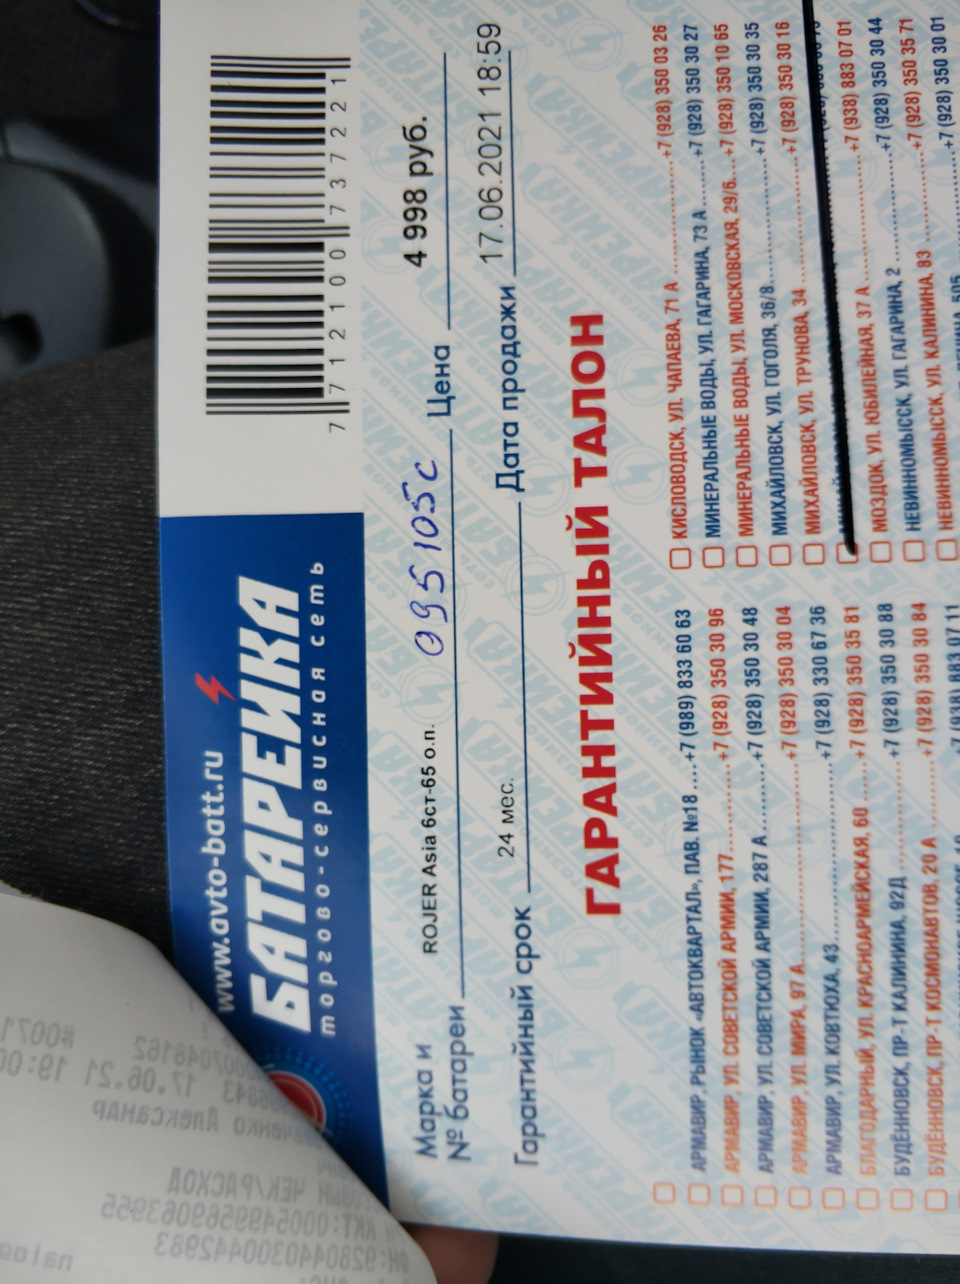 www.avto-batt.ru
БАТАРЕЙКА
торгово-сервисная сеть
7 712100 737221
Марка и № батареи ROJER Asia 6ст-65 о.п. 095105с Цена 4 998 руб.
Гарантийный срок 24 мес. Дата продажи 17.06.2021 18:59
ГАРАНТИЙНЫЙ ТАЛОН
АРМАВИР, РЫНОК «АВТОКВАРТАЛ», ПАВ. №18 ....+7 (989) 833 60 63
АРМАВИР, УЛ. СОВЕТСКОЙ АРМИИ, 177..........+7 (928) 350 30 96
АРМАВИР, УЛ. СОВЕТСКОЙ АРМИИ, 287 А........+7 (928) 350 30 48
АРМАВИР, УЛ. МИРА, 97 А..........+7 (928) 350 30 04
АРМАВИР, УЛ. КОВТЮХА, 43..........+7 (928) 330 67 36
БЛАГОДАРНЫЙ, УЛ. КРАСНОАРМЕЙСКАЯ, 60 .....+7 (928) 350 35 81
БУДЁННОВСК, ПР-Т КАЛИНИНА, 92Д..........+7 (928) 350 30 88
БУДЁННОВСК, ПР-Т КОСМОНАВТОВ, 20 А ........+7 (928) 350 30 84
+7 (938) 883 07 11
КИСЛОВОДСК, УЛ. ЧАПАЕВА, 71 А ..........+7 (928) 350 03 26
МИНЕРАЛЬНЫЕ ВОДЫ, УЛ. ГАГАРИНА, 73 А .....+7 (928) 350 30 27
МИНЕРАЛЬНЫЕ ВОДЫ, УЛ. МОСКОВСКАЯ, 29/6....+7 (928) 350 10 65
МИХАЙЛОВСК, УЛ. ГОГОЛЯ, 36/8..........+7 (928) 350 30 35
МИХАЙЛОВСК, УЛ. ТРУНОВА, 34 ..........+7 (928) 350 30 16
МОЗДОК, УЛ. ЮБИЛЕЙНАЯ, 37 А..........+7 (938) 883 07 01
НЕВИННОМЫССК, УЛ. ГАГАРИНА, 2 ..........+7 (928) 350 30 44
НЕВИННОМЫССК, УЛ. КАЛИНИНА, 83 ..........+7 (928) 350 35 71
+7 (928) 350 30 01